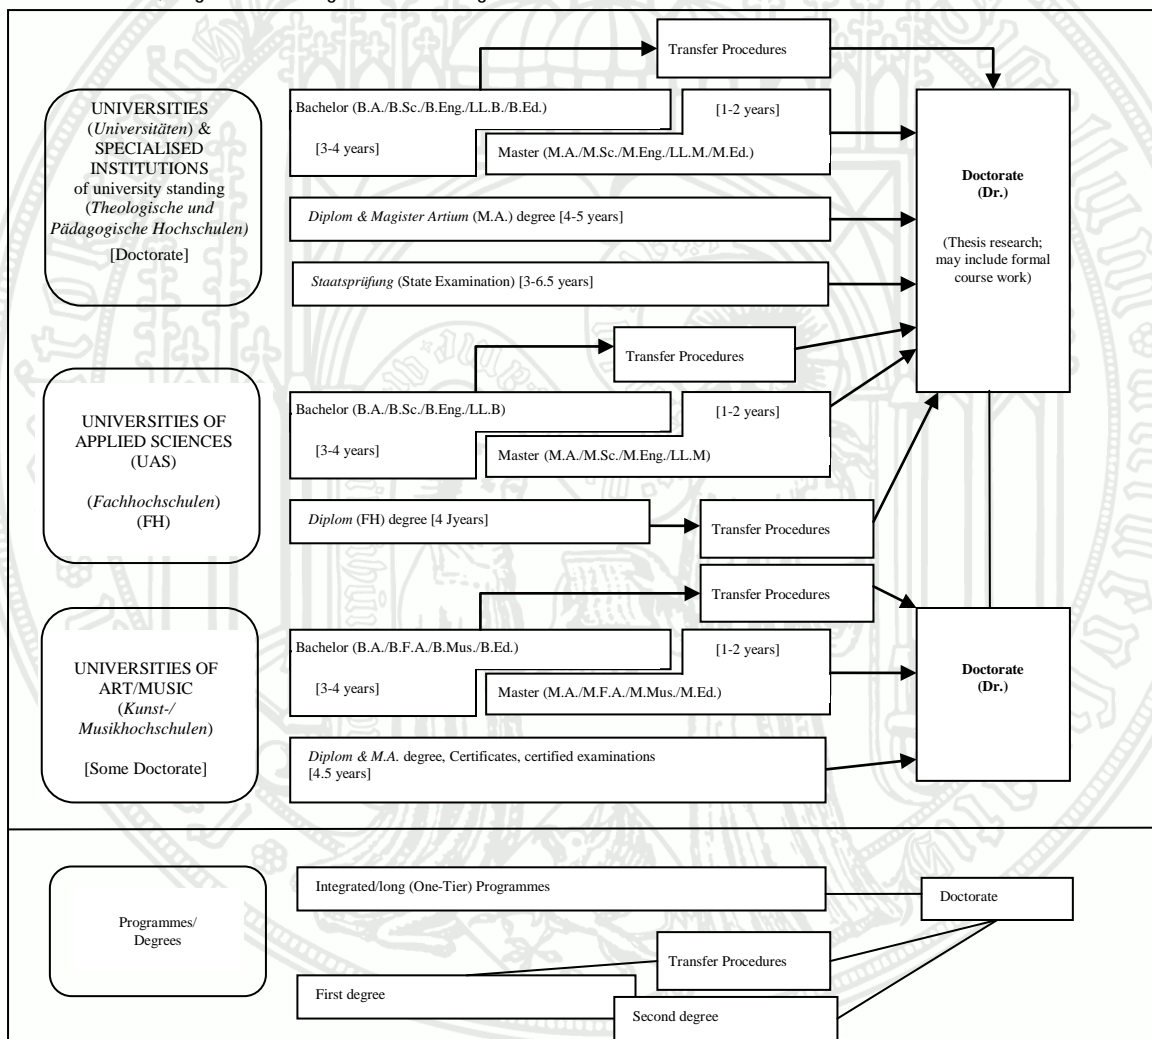 Transfer Procedures
UNIVERSITIES
(Universitäten) &
SPECIALISED
INSTITUTIONS
of university standing
(Theologische und
Pädagogische Hochschulen)
[Doctorate]
Bachelor (B.A./B.Sc./B.Eng./LL.B./B.Ed.)
[3-4 years]
[1-2 years]
Master (M.A./M.Sc./M.Eng./LL.M./M.Ed.)
Diplom & Magister Artium (M.A.) degree [4-5 years]
Staatsprüfung (State Examination) [3-6.5 years]
Doctorate
(Dr.)
(Thesis research;
may include formal
course work)
Transfer Procedures
UNIVERSITIES OF
APPLIED SCIENCES
(UAS)
(Fachhochschulen)
(FH)
Bachelor (B.A./B.Sc./B.Eng./LL.B)
[3-4 years]
[1-2 years]
Master (M.A./M.Sc./M.Eng./LL.M)
Diplom (FH) degree [4 Jyears]
Transfer Procedures
Transfer Procedures
UNIVERSITIES OF
ART/MUSIC
(Kunst-/
Musikhochschulen)
[Some Doctorate]
Bachelor (B.A./B.F.A./B.Mus./B.Ed.)
[3-4 years]
[1-2 years]
Master (M.A./M.F.A./M.Mus./M.Ed.)
Diplom & M.A. degree, Certificates, certified examinations
[4.5 years]
Doctorate
(Dr.)
Programmes/
Degrees
Integrated/long (One-Tier) Programmes
Doctorate
Transfer Procedures
First degree
Second degree